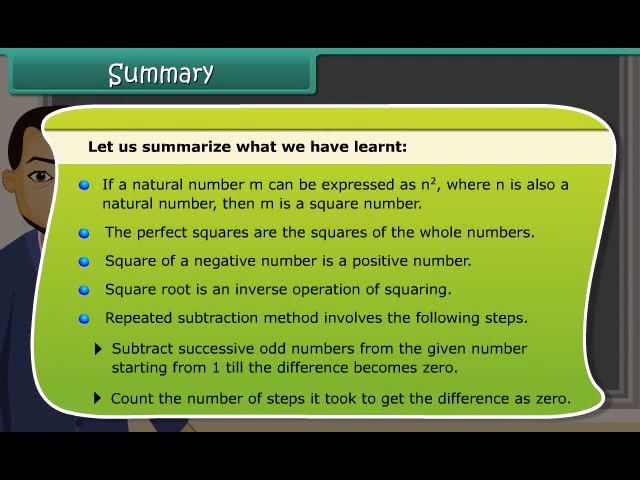 Summary
Let us summarize what we have learnt:
If a natural number m can be expressed as n², where n is also a
natural number, then m is a square number.
The perfect squares are the squares of the whole numbers.
Square of a negative number is a positive number.
Square root is an inverse operation of squaring.
Repeated subtraction method involves the following steps.
Subtract successive odd numbers from the given number
starting from 1 till the difference becomes zero.
Count the number of steps it took to get the difference as zero.